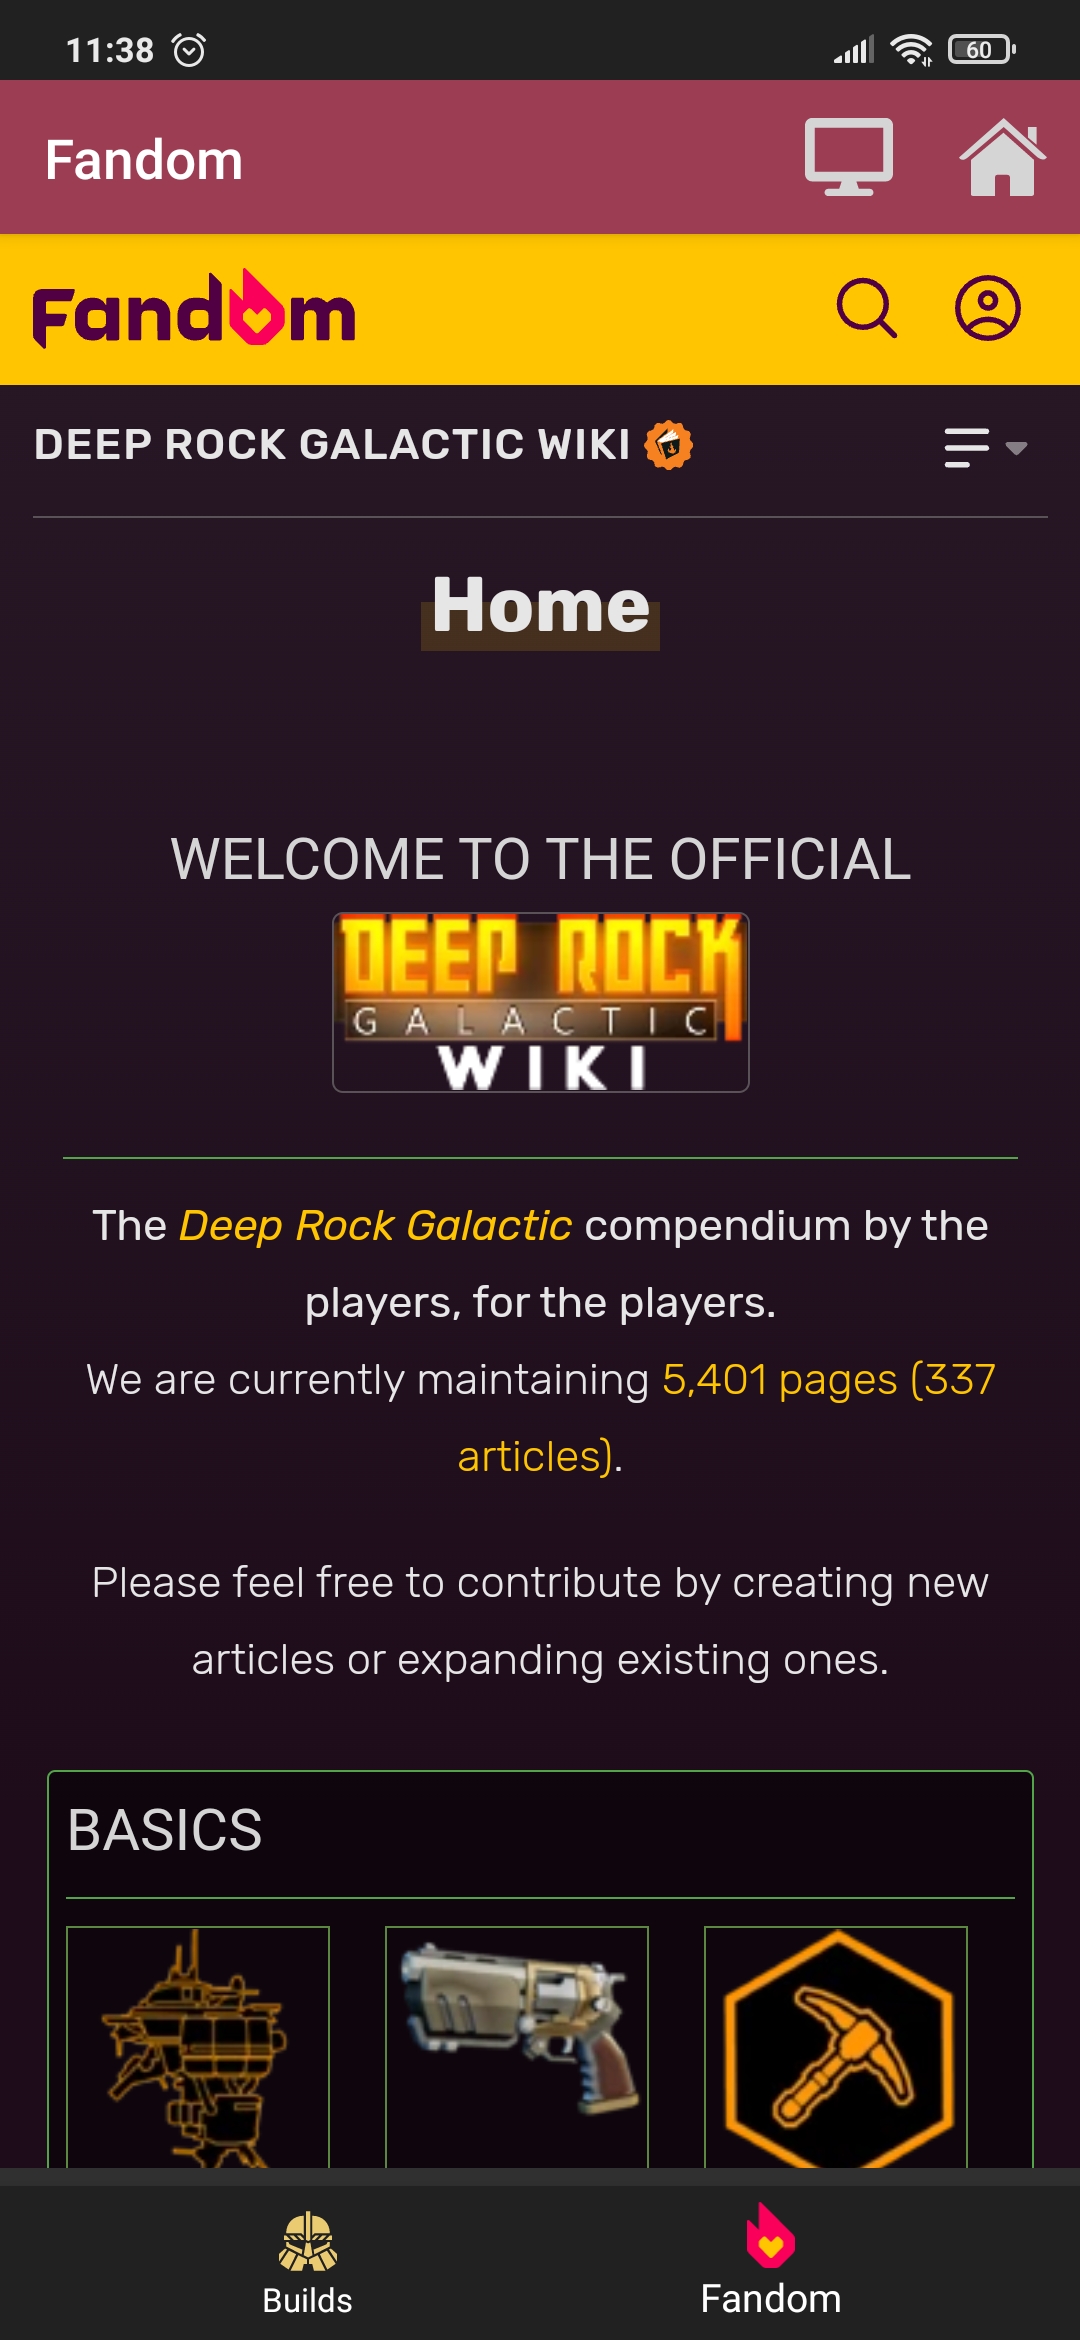 11:38
60
Fandom
Fandom
DEEP ROCK GALACTIC WIKI
Home
WELCOME TO THE OFFICIAL
DEEP ROCK
GALACTIC
WIKI
The Deep Rock Galactic compendium by the
players, for the players.
We are currently maintaining 5,401 pages (337
articles).
Please feel free to contribute by creating new
articles or expanding existing ones.
BASICS
Builds
Fandom